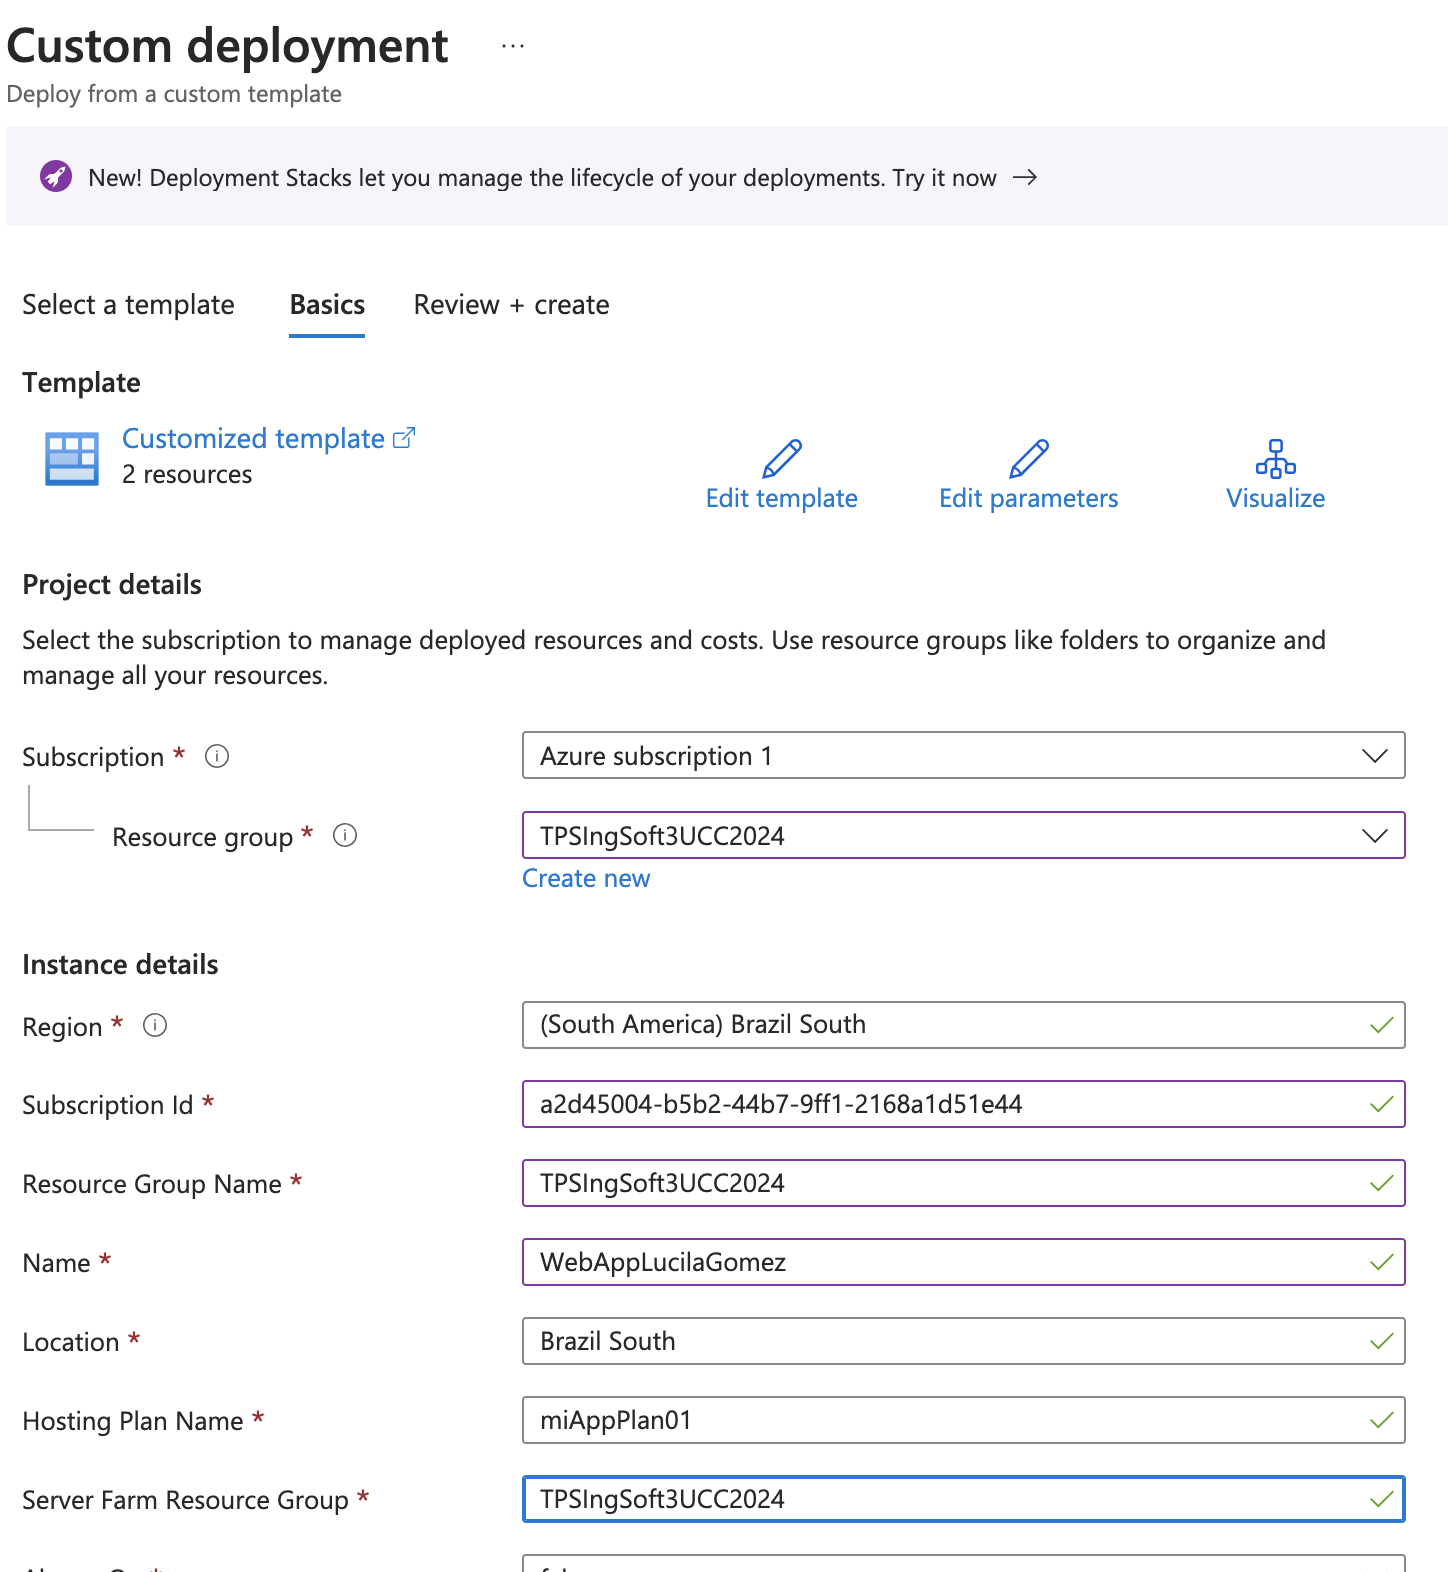 Custom deployment ...
Deploy from a custom template
New! Deployment Stacks let you manage the lifecycle of your deployments. Try it now →
Select a template Basics Review + create
Template
Customized template
2 resources
Edit template Edit parameters Visualize
Project details
Select the subscription to manage deployed resources and costs. Use resource groups like folders to organize and
manage all your resources.
Subscription * Azure subscription 1
Resource group * TPSIngSoft3UCC2024
Create new
Instance details
Region * (South America) Brazil South
Subscription Id * a2d45004-b5b2-44b7-9ff1-2168a1d51e44
Resource Group Name * TPSIngSoft3UCC2024
Name * WebAppLucilaGomez
Location * Brazil South
Hosting Plan Name * miAppPlan01
Server Farm Resource Group * TPSIngSoft3UCC2024